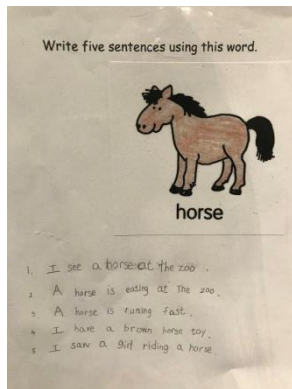 Write five sentences using this word.
horse
1. I see a horse at the zoo.
2 A horse is eating at The zoo.
3 A horse is runing fast.
4 I have a brown horse toy.
5 I saw a girl riding a horse.